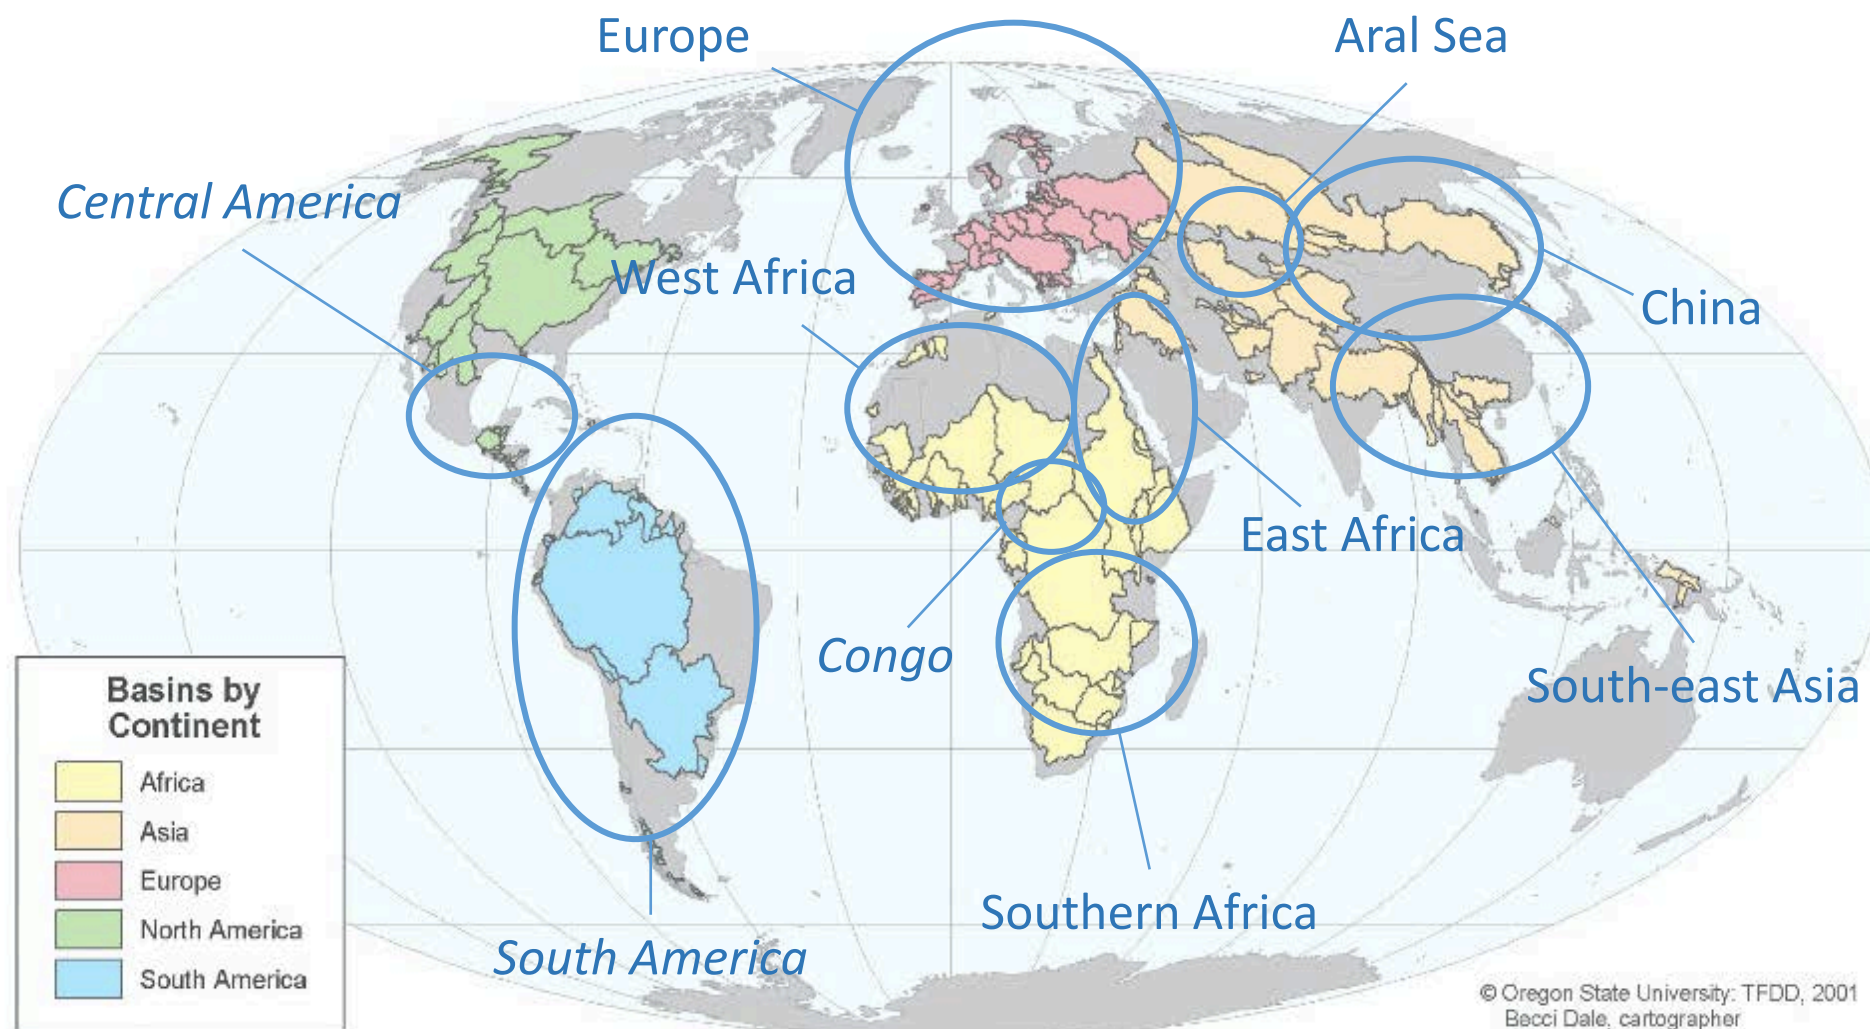 Europe
Aral Sea
Central America
West Africa
China
East Africa
Congo
South-east Asia
Southern Africa
South America
Basins by
Continent
Africa
Asia
Europe
North America
South America
© Oregon State University: TFDD, 2001
Becci Dale, cartographer